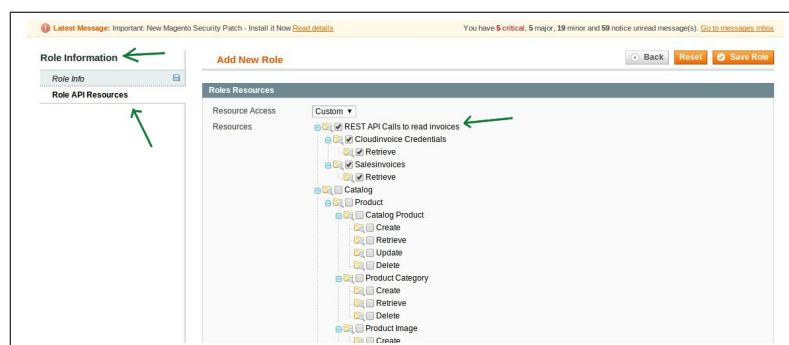 Latest Message: Important: New Magento Security Patch - Install it Now Read details
You have 5 critical, 5 major, 19 minor and 59 notice unread message(s). Go to messages inbox
Role Information
Role Info
Role API Resources
Add New Role
Back Reset Save Role
Roles Resources
Resource Access Custom
Resources
REST API Calls to read invoices
Cloudinvoice Credentials
Retrieve
Salesinvoices
Retrieve
Catalog
Product
Catalog Product
Create
Retrieve
Update
Delete
Product Category
Create
Retrieve
Delete
Product Image
Create